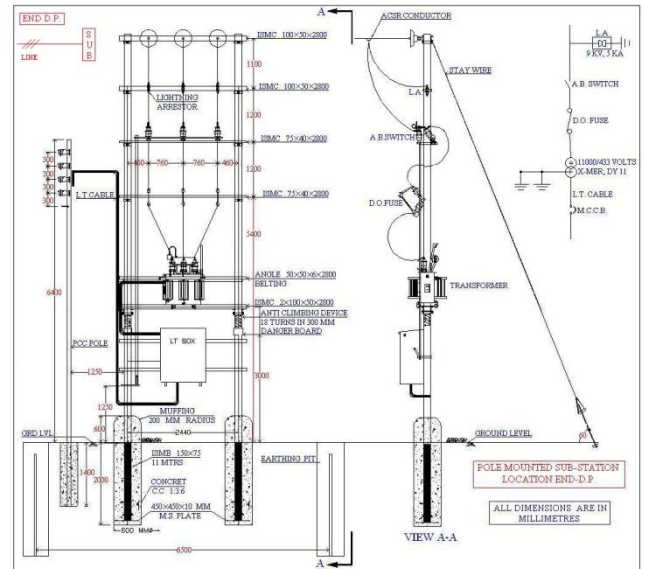 END D.P.
SUB
LINE
A
ISMC 100×50×2800
1100
ISMC 100×50×2800
LIGHTNING
ARRESTOR
1200
ISMC 75×40×2800
460
760
760
460
1200
300
300
300
300
L.T CABLE
ISMC 75×40×2800
5400
6400
ANGLE 50×50×6×2800
BELTING
ISMC 2×100×50×2800
ANTI CLIMBING DEVICE
18 TURNS IN 300 MM
DANGER BOARD
LT BOX
PCC POLE
1250
3000
1250
MUFFING
200 MM RADIUS
600
2440
GRD LVL
ISMB 150×75
11 MTRS
EARTHING PIT
1400
2000
CONCRET
C.C 1:3:6
450×450×10 MM
M.S. PLATE
600 MMØ
6500
A
ACSR CONDUCTOR
STAY WIRE
L.A.
A.B.SWITCH
D.O.FUSE
TRANSFORMER
GROUND LEVEL
60
VIEW A-A
L.A
9 KV, 5 KA
A.B. SWITCH
D.O. FUSE
11000/433 VOLTS
X-MER, DY 11
L.T. CABLE
M.C.C.B.
POLE MOUNTED SUB-STATION
LOCATION END-D.P.
ALL DIMENSIONS ARE IN
MILLIMETRES